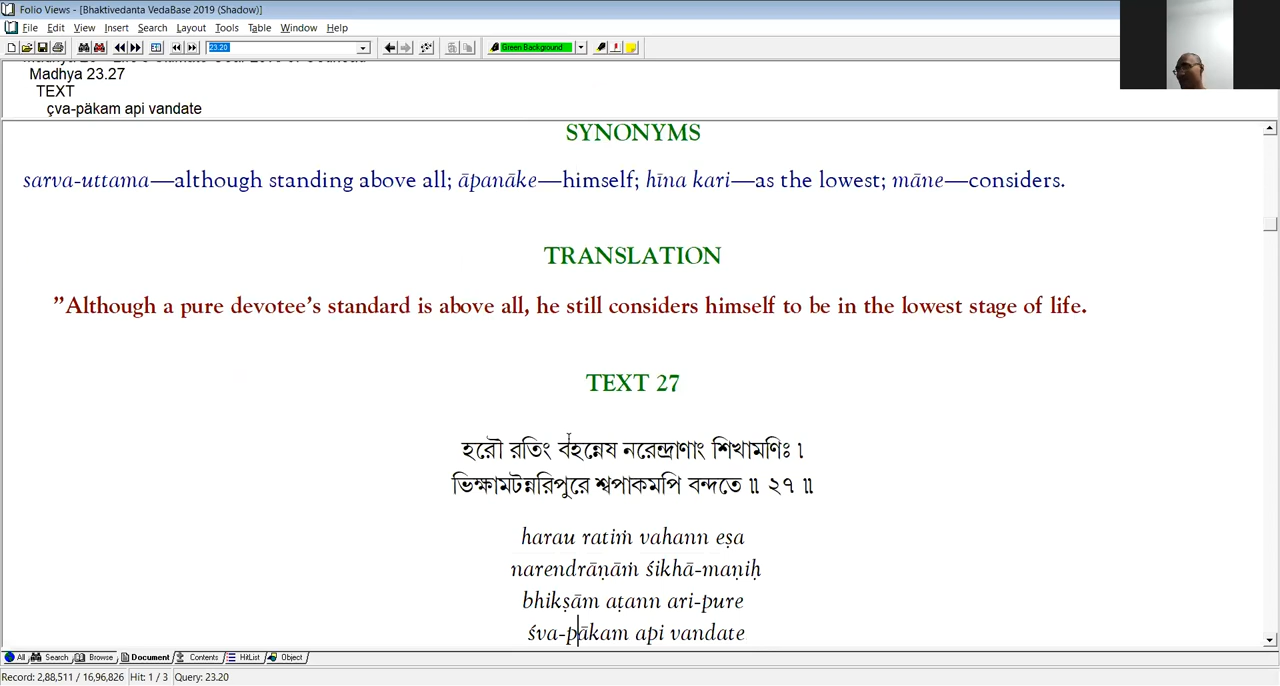 Folio Views - [Bhaktivedanta VedaBase 2019 (Shadow)]
File Edit View Insert Search Layout Tools Table Window Help
23.20 Green Background
Madhya 23.27
TEXT
çva-päkam api vandate
SYNONYMS
sarva-uttama—although standing above all; āpanāke—himself; hīna kari—as the lowest; māne—considers.
TRANSLATION
”Although a pure devotee’s standard is above all, he still considers himself to be in the lowest stage of life.
TEXT 27
হরৌ রতিং বহন্নেষ নরেন্দ্রাণাং শিখামণিঃ ৷
ভিক্ষামটন্নরিপুরে শ্বপাকমপি বন্দতে ॥ ২৭ ॥
harau ratiṁ vahann eṣa
narendrāṇāṁ śikhā-maṇiḥ
bhikṣām aṭann ari-pure
śva-pākam api vandate
All Search Browse Document Contents HitList Object
Record: 2,88,511 / 16,96,826 Hit: 1 / 3 Query: 23.20